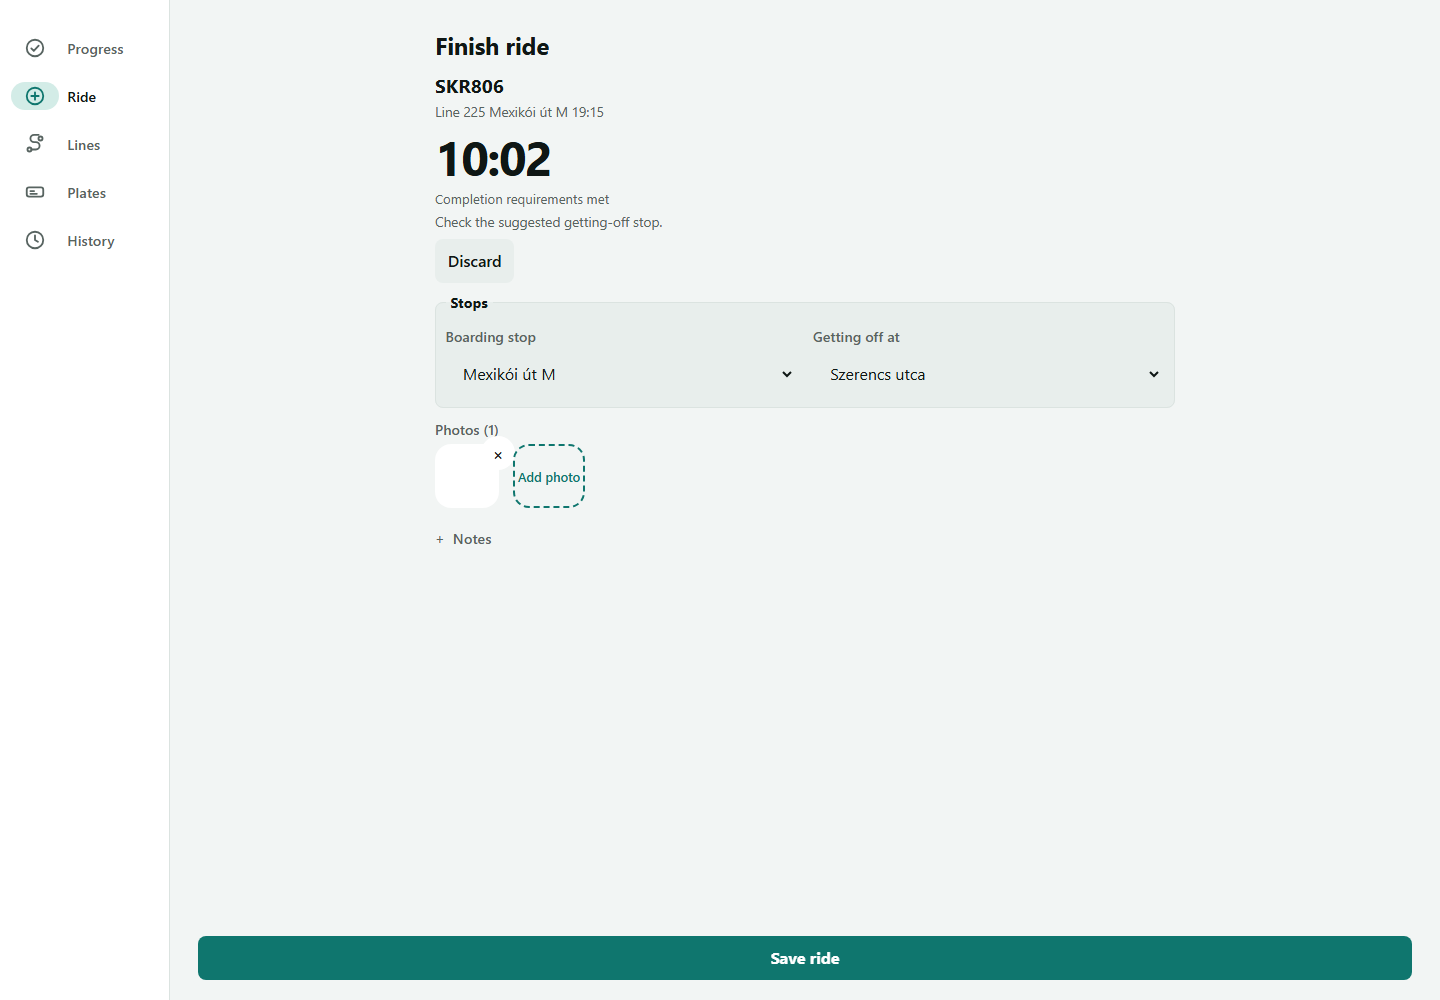 Progress
Ride
Lines
Plates
History
Finish ride
SKR806
Line 225 Mexikói út M 19:15
10:02
Completion requirements met
Check the suggested getting-off stop.
Discard
Stops
Boarding stop
Getting off at
Mexikói út M
Szerencs utca
Photos (1)
×
Add photo
+ Notes
Save ride